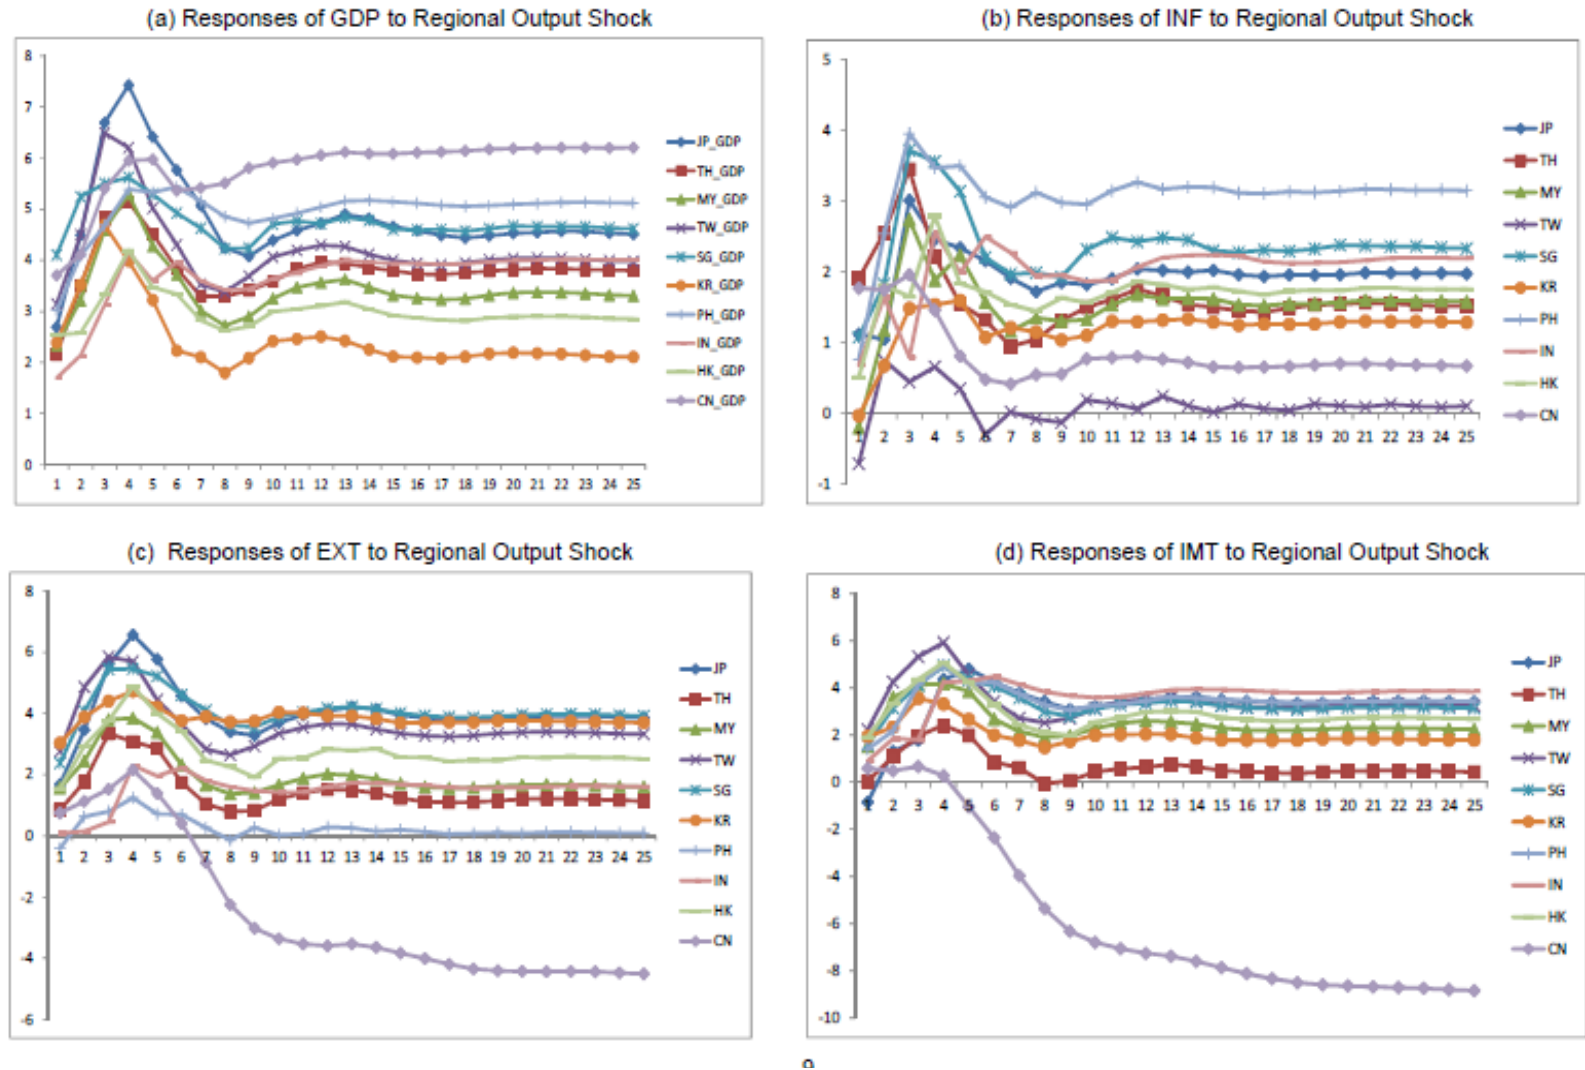 (a) Responses of GDP to Regional Output Shock
8
7
6
5
4
3
2
1
0
1 2 3 4 5 6 7 8 9 10 11 12 13 14 15 16 17 18 19 20 21 22 23 24 25
JP_GDP
TH_GDP
MY_GDP
TW_GDP
SG_GDP
KR_GDP
PH_GDP
IN_GDP
HK_GDP
CN_GDP
(b) Responses of INF to Regional Output Shock
5
4
3
2
1
0
-1
1 2 3 4 5 6 7 8 9 10 11 12 13 14 15 16 17 18 19 20 21 22 23 24 25
JP
TH
MY
TW
SG
KR
PH
IN
HK
CN
(c) Responses of EXT to Regional Output Shock
8
6
4
2
0
-2
-4
-6
1 2 3 4 5 6 7 8 9 10 11 12 13 14 15 16 17 18 19 20 21 22 23 24 25
JP
TH
MY
TW
SG
KR
PH
IN
HK
CN
(d) Responses of IMT to Regional Output Shock
8
6
4
2
0
-2
-4
-6
-8
-10
1 2 3 4 5 6 7 8 9 10 11 12 13 14 15 16 17 18 19 20 21 22 23 24 25
JP
TH
MY
TW
SG
KR
PH
IN
HK
CN